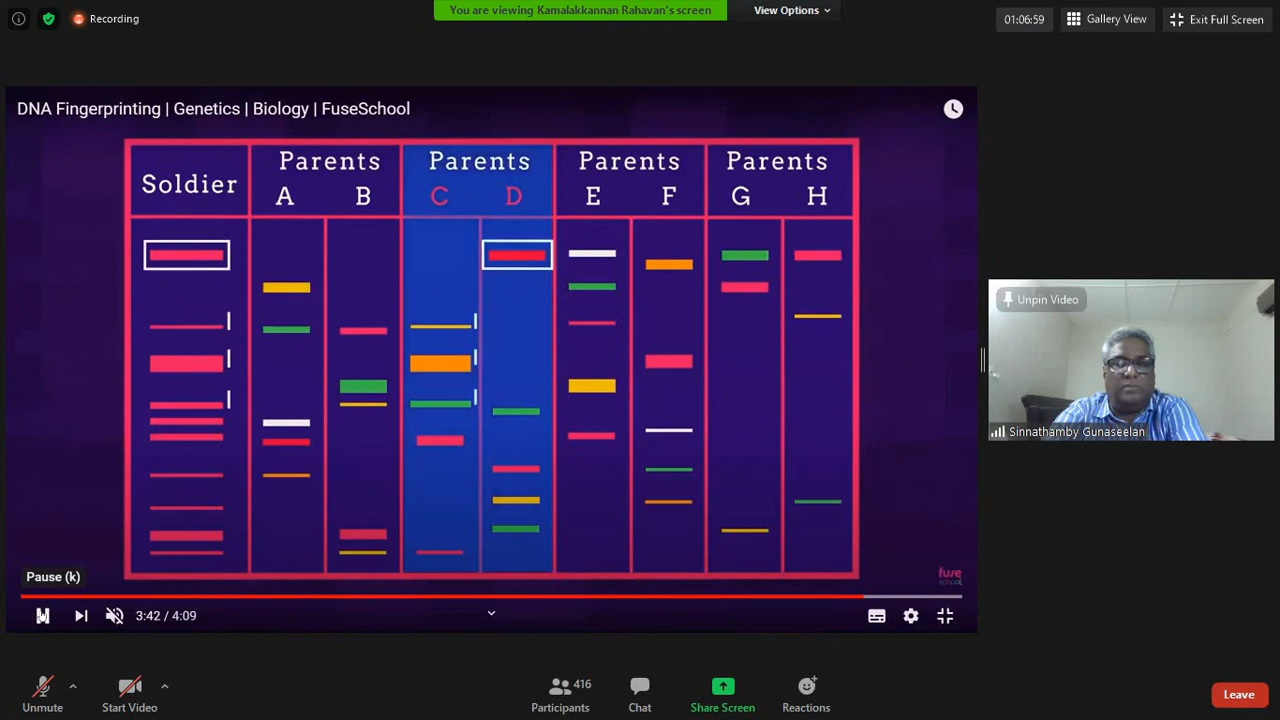 Recording
You are viewing Kamalakkannan Rahavan's screen
View Options
01:06:59
Gallery View
Exit Full Screen
DNA Fingerprinting | Genetics | Biology | FuseSchool
Soldier
Parents
A B
Parents
C D
Parents
E F
Parents
G H
Unpin Video
Sinnathamby Gunaseelan
fuse
school
Pause (k)
3:42 / 4:09
Unmute
Start Video
416
Participants
Chat
Share Screen
Reactions
Leave